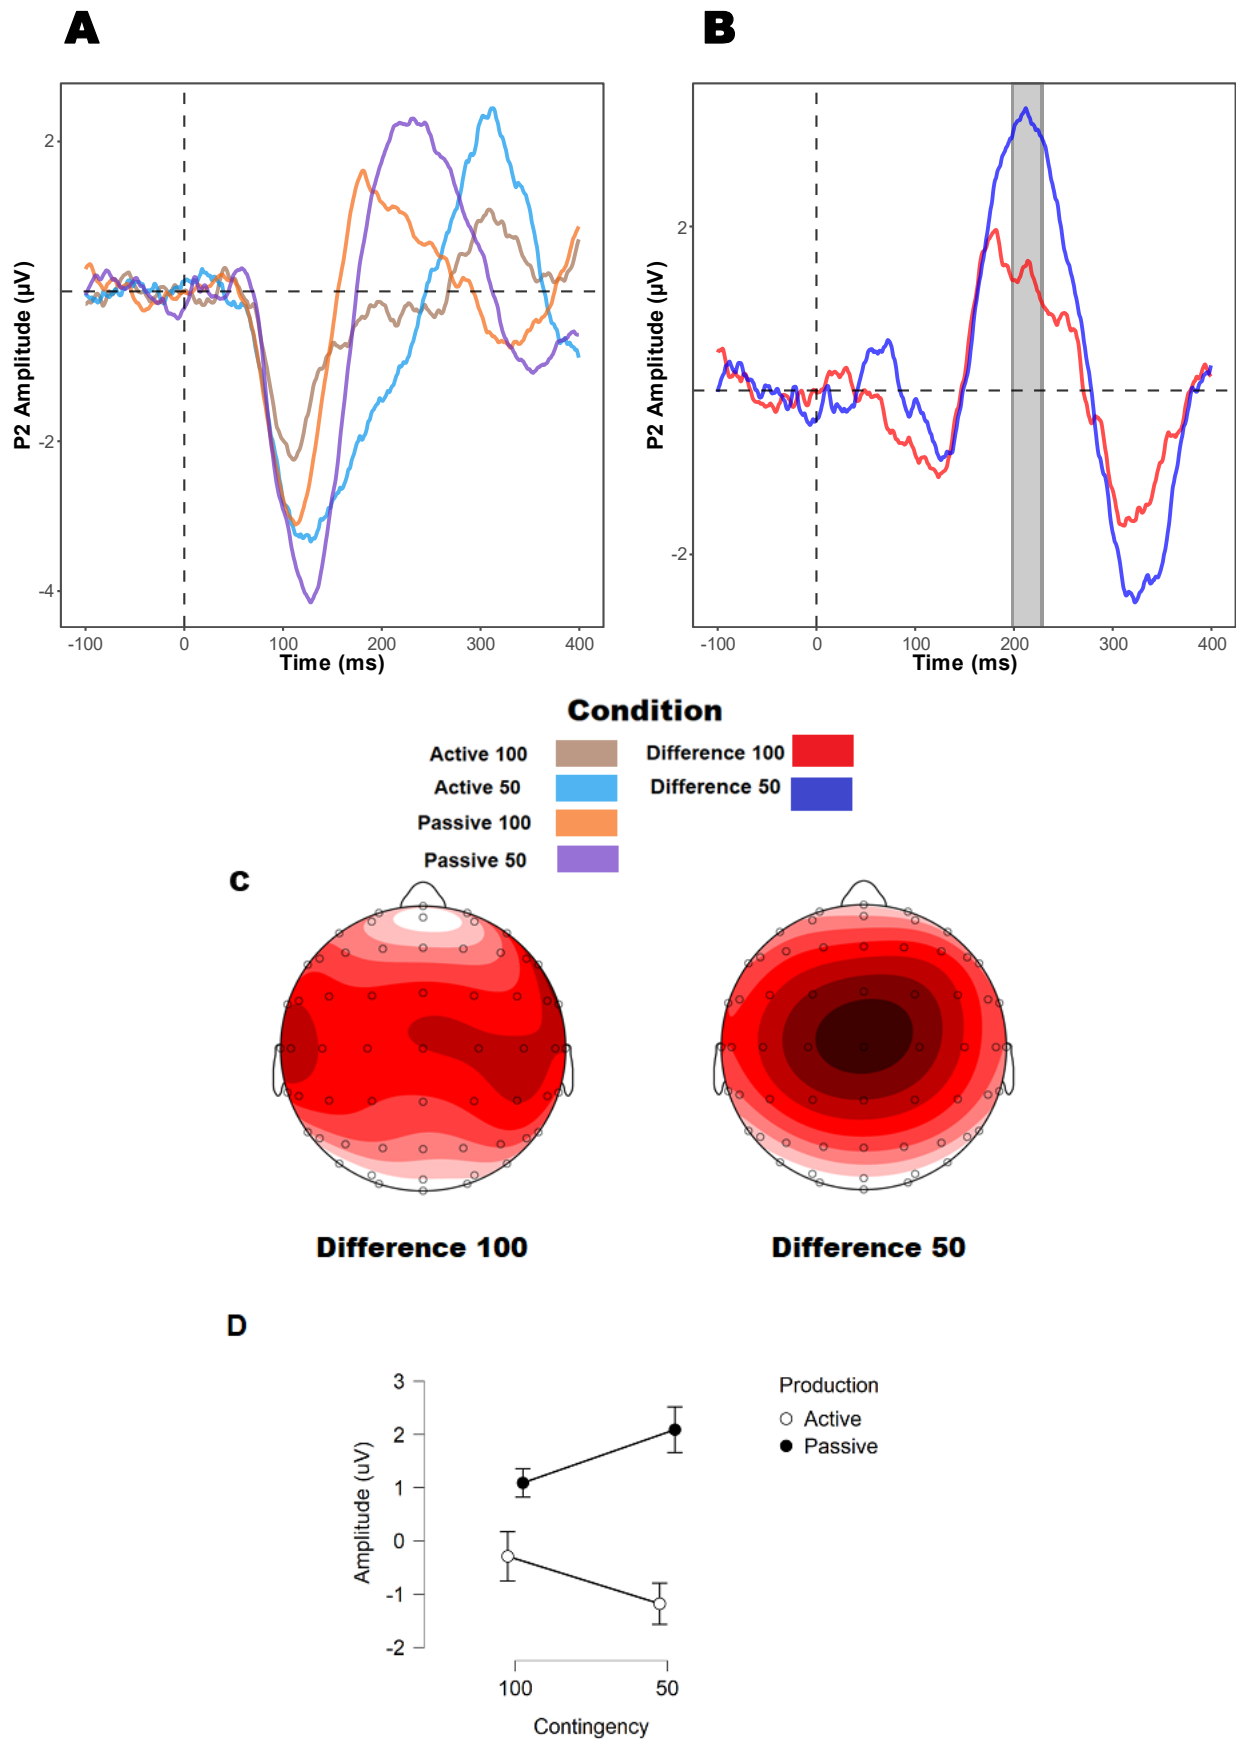 A
B
2
-2
-4
P2 Amplitude (µV)
-100 0 100 200 300 400
Time (ms)
2
-2
P2 Amplitude (µV)
-100 0 100 200 300 400
Time (ms)
Condition
Active 100
Active 50
Passive 100
Passive 50
Difference 100
Difference 50
C
Difference 100
Difference 50
D
3
2
1
0
-1
-2
Amplitude (uV)
100 50
Contingency
Production
Active
Passive